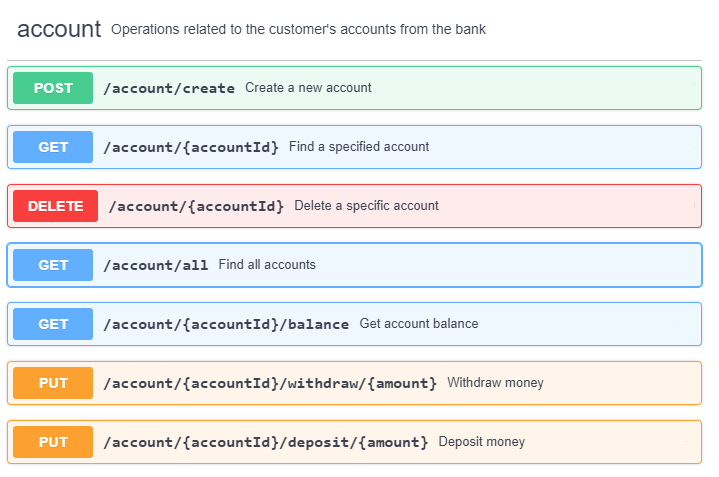 account Operations related to the customer's accounts from the bank
POST /account/create Create a new account
GET /account/{accountId} Find a specified account
DELETE /account/{accountId} Delete a specific account
GET /account/all Find all accounts
GET /account/{accountId}/balance Get account balance
PUT /account/{accountId}/withdraw/{amount} Withdraw money
PUT /account/{accountId}/deposit/{amount} Deposit money